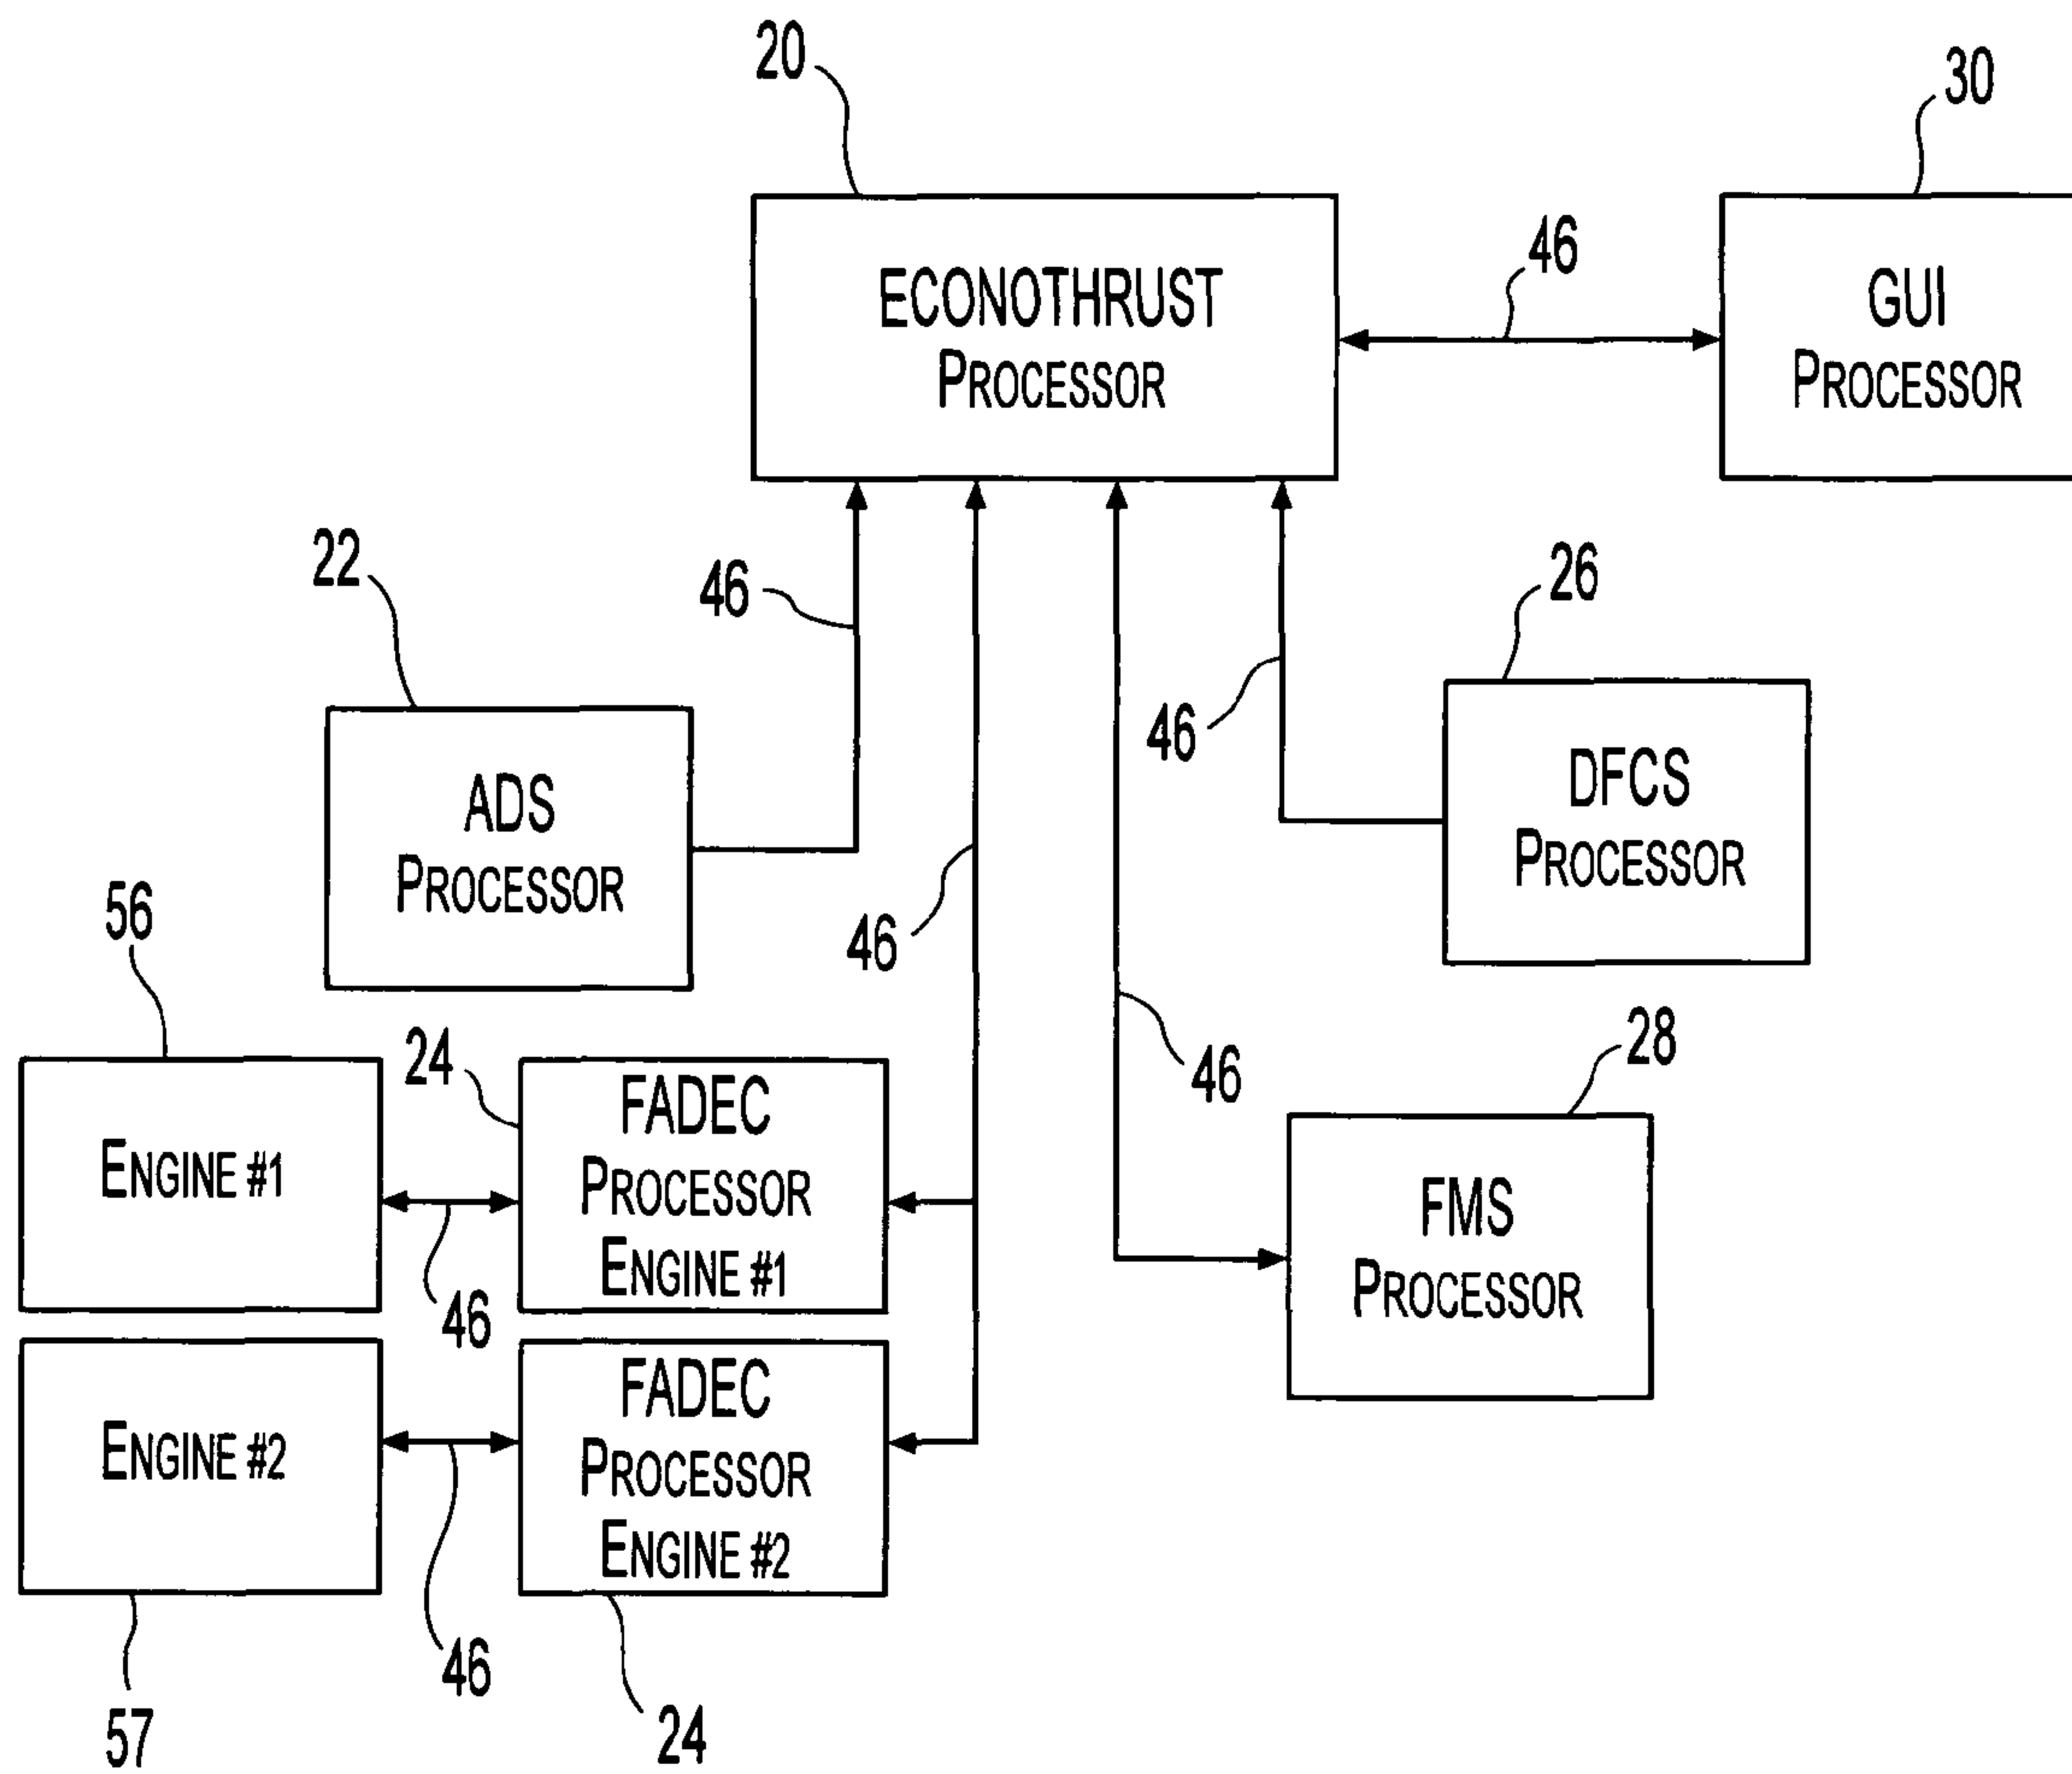 20
30
ECONOTHRUST
PROCESSOR
46
GUI
PROCESSOR
22
46
26
46
ADS
PROCESSOR
DFCS
PROCESSOR
56
46
24
46
28
ENGINE #1
FADEC
PROCESSOR
ENGINE #1
FMS
PROCESSOR
46
ENGINE #2
FADEC
PROCESSOR
ENGINE #2
46
57
24